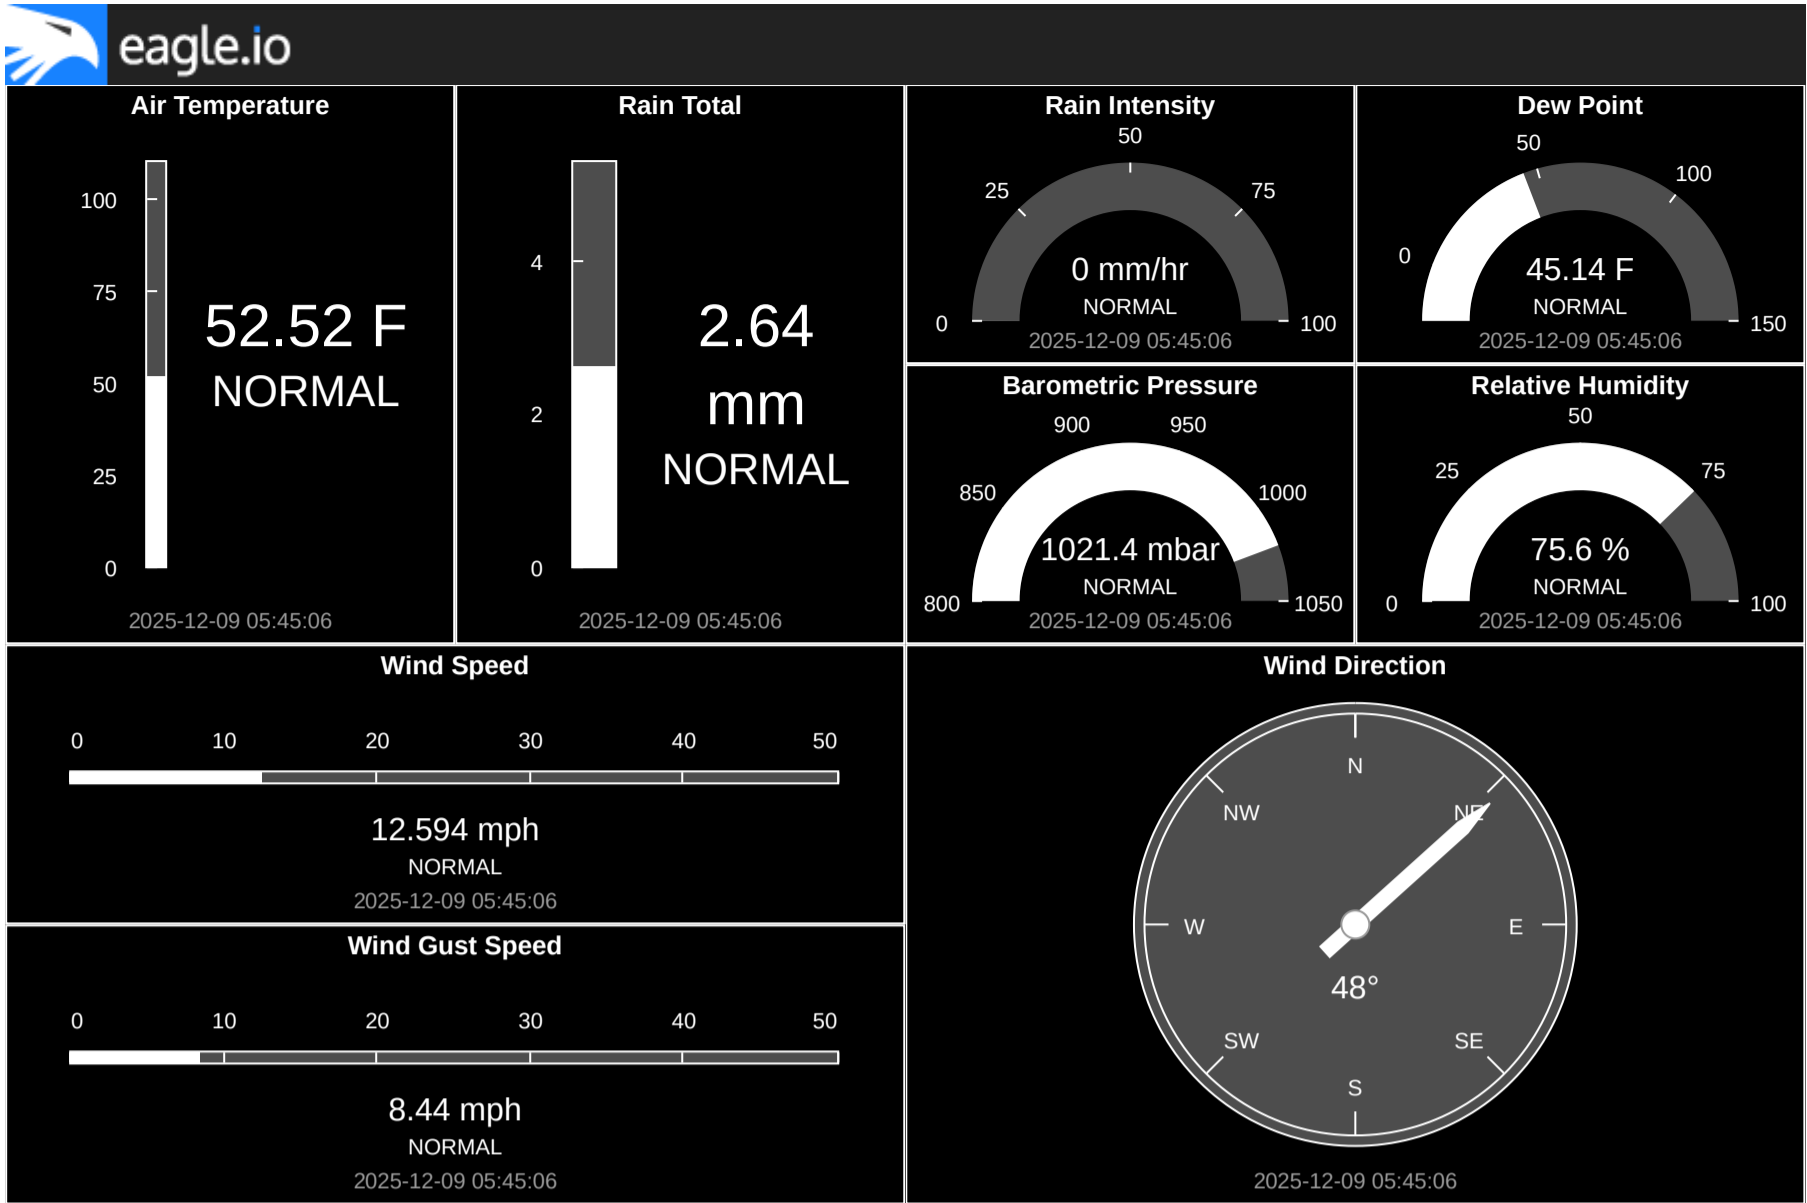 eagle.io
Air Temperature
100
75
50
25
0
52.52 F
NORMAL
2025-12-09 05:45:06
Rain Total
4
2
0
2.64
mm
NORMAL
2025-12-09 05:45:06
Rain Intensity
50
25
75
0
100
0 mm/hr
NORMAL
2025-12-09 05:45:06
Dew Point
50
100
0
150
45.14 F
NORMAL
2025-12-09 05:45:06
Barometric Pressure
900
950
850
1000
800
1050
1021.4 mbar
NORMAL
2025-12-09 05:45:06
Relative Humidity
50
25
75
0
100
75.6 %
NORMAL
2025-12-09 05:45:06
Wind Speed
0 10 20 30 40 50
12.594 mph
NORMAL
2025-12-09 05:45:06
Wind Gust Speed
0 10 20 30 40 50
8.44 mph
NORMAL
2025-12-09 05:45:06
Wind Direction
N
NW
NE
W
E
48°
SW
SE
S
2025-12-09 05:45:06